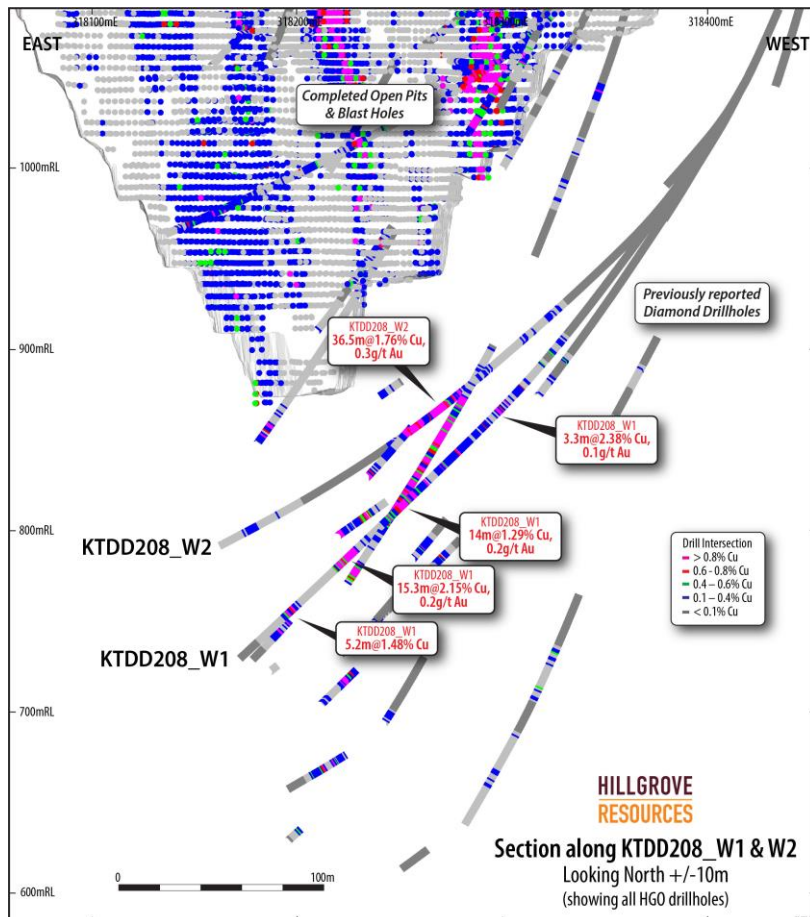 318100mE
318200mE
318400mE
EAST
WEST
Completed Open Pits
& Blast Holes
1000mRL
Previously reported
Diamond Drillholes
900mRL
KTDD208_W2
36.5m@1.76% Cu,
0.3g/t Au
KTDD208_W1
3.3m@2.38% Cu,
0.1g/t Au
800mRL
KTDD208_W2
KTDD208_W1
14m@1.29% Cu,
0.2g/t Au
KTDD208_W1
15.3m@2.15% Cu,
0.2g/t Au
Drill Intersection
> 0.8% Cu
0.6 - 0.8% Cu
0.4 – 0.6% Cu
0.1 – 0.4% Cu
< 0.1% Cu
KTDD208_W1
5.2m@1.48% Cu
KTDD208_W1
700mRL
HILLGROVE
RESOURCES
Section along KTDD208_W1 & W2
Looking North +/-10m
(showing all HGO drillholes)
0
100m
600mRL